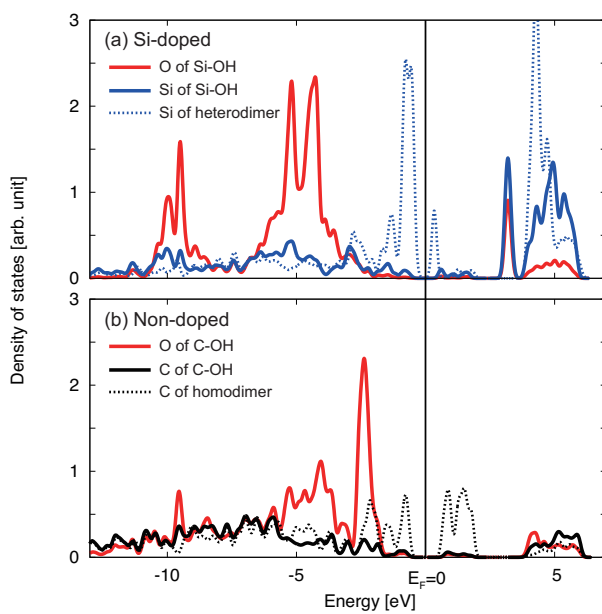 3
(a) Si-doped
O of Si-OH
Si of Si-OH
Si of heterodimer
2
1
0
Density of states [arb. unit]
3
(b) Non-doped
O of C-OH
C of C-OH
C of homodimer
2
1
0
-10 -5 E_F=0 5
Energy [eV]